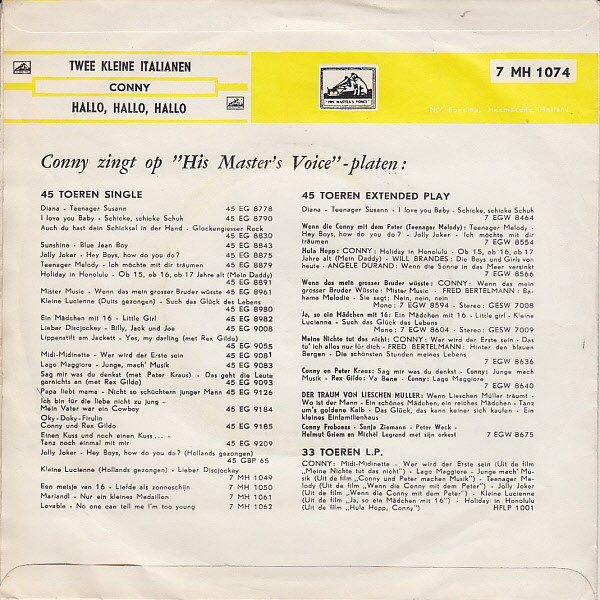 TWEE KLEINE ITALIANEN
CONNY
HALLO, HALLO, HALLO
"HIS MASTER'S VOICE"
7 MH 1074
Conny zingt op "His Master's Voice"-platen:
45 TOEREN SINGLE
Diana - Teenager Susann 45 EG 8778
I love you Baby - Schicke, schicke Schuh 45 EG 8790
Auch du hast dein Schicksal in der Hand - Glockengiesser Rock
45 EG 8830
Sunshine - Blue Jean Boy 45 EG 8843
Jolly Joker - Hey Boys, how do you do? 45 EG 8875
Teenager Melody - Ich möchte mit dir träumen 45 EG 8879
Holiday in Honolulu - Ob 15, ob 16, ob 17 Jahre alt (Mein Daddy)
45 EG 8891
Mister Music - Wenn das mein grosser Bruder wüsste 45 EG 8961
Kleine Lucienne (Duits gezongen) - Such das Glück des Lebens
45 EG 8980
Ein Mädchen mit 16 - Little Girl 45 EG 8982
Lieber Discjockey - Billy, Jack und Joe 45 EG 9008
Lippenstift am Jackett - Yes, my darling (met Rex Gildo)
45 EG 9055
Midi-Midinette - Wer wird der Erste sein 45 EG 9081
Lago Maggiore - Junge, mach' Musik 45 EG 9083
Sag mir was du denkst (met Peter Kraus) - Das geht die Leute
garnichts an (met Rex Gildo) 45 EG 9093
Papa liebt mama - Nicht so schüchtern junger Mann 45 EG 9126
Ich bin für die liebe nicht zu jung -
Mein Vater war ein Cowboy 45 EG 9184
Oky-Doky-Firulin
Conny und Rex Gildo 45 EG 9185
Einen Kuss und noch einen Kuss... -
Tanz noch einmal mit mir 45 EG 9209
Jolly Joker - Hey Boys, how do you do? (Hollands gezongen)
45 GBP 65
Kleine Lucienne (Hollands gezongen) - Lieber Discjockey
7 MH 1049
Een meisje van 16 - Liefde als zonneschijn 7 MH 1050
Mariandl - Nur ein kleines Medaillon 7 MH 1061
Lovable - No one can tell me I'm too young 7 MH 1062
45 TOEREN EXTENDED PLAY
Diana - Teenager Susann - I love you Baby - Schicke, schicke Schuh
7 EGW 8464
Wenn die Conny mit dem Peter (Teenager Melody): Teenager Melody -
Hey Boys, how do you do? - Jolly Joker - Ich möchte mit dir
träumen 7 EGW 8554
Hula Hopp: CONNY: Holiday in Honolulu - Ob 15, ob 16, ob 17
Jahre alt (Mein Daddy) - WILL BRANDES: Die Boys und Girls van
heute - ANGELE DURAND: Wenn die Sonne in das Meer versinkt
7 EGW 8566
Wenn das mein grosser Bruder wüsste: CONNY: Wenn das mein
grosser Bruder Wüsste: Mister Music - FRED BERTELMANN: Ba-
hama Melodie - Sie sagt: Nein, nein, nein
Mono: 7 EGW 8594 - Stereo: GESW 7008
Ja, so ein Mädchen mit 16: Ein Mädchen mit 16 - Little girl - Kleine
Lucienne - Such das Glück des Lebens
Mono: 7 EGW 8604 - Stereo: GESW 7009
Meine Nichte tut das nicht: CONNY: Wer wird der Erste sein - Das
tu' ich alles nur für dich - FRED BERTELMANN: Hinter den blauen
Bergen - Die schönsten Stunden meines Lebens
7 EGW 8636
Conny en Peter Kraus: Sag mir was du denkst - Conny: Junge mach
Musik - Rex Gildo: Va Bene - Conny: Lago Maggiore
7 EGW 8640
DER TRAUM VON LIESCHEN MÜLLER: Wenn Lieschen Müller träumt -
Wo ist der Mann - Ein schönes Mädchen, ein reiches Mädchen - Tanz
um's goldene Kalb - Das Glück, das kann keiner sich kaufen - Ein
kleines Einfamilienhaus
Conny Froboess - Sonja Ziemann - Peter Weck -
Helmut Griem en Michèl Legrand met zijn orkest 7 EGW 8675
33 TOEREN L.P.
CONNY: Midi-Midinette - Wer wird der Erste sein (Uit de film
„Meine Nichte tut das nicht") - Lago Maggiore - Junge mach' Mu-
sik (Uit de film „Conny und Peter machen Musik") - Teenager Me-
lody (Uit de film „Wenn die Conny mit dem Peter") - Jolly Joker
(Uit de film „Wenn die Conny mit dem Peter") - Kleine Lucienne
(Uit de film „Ja, so ein Mädchen mit 16") - Holiday in Honolulu
(Uit de film „Hula Hopp, Conny") HFLP 1001